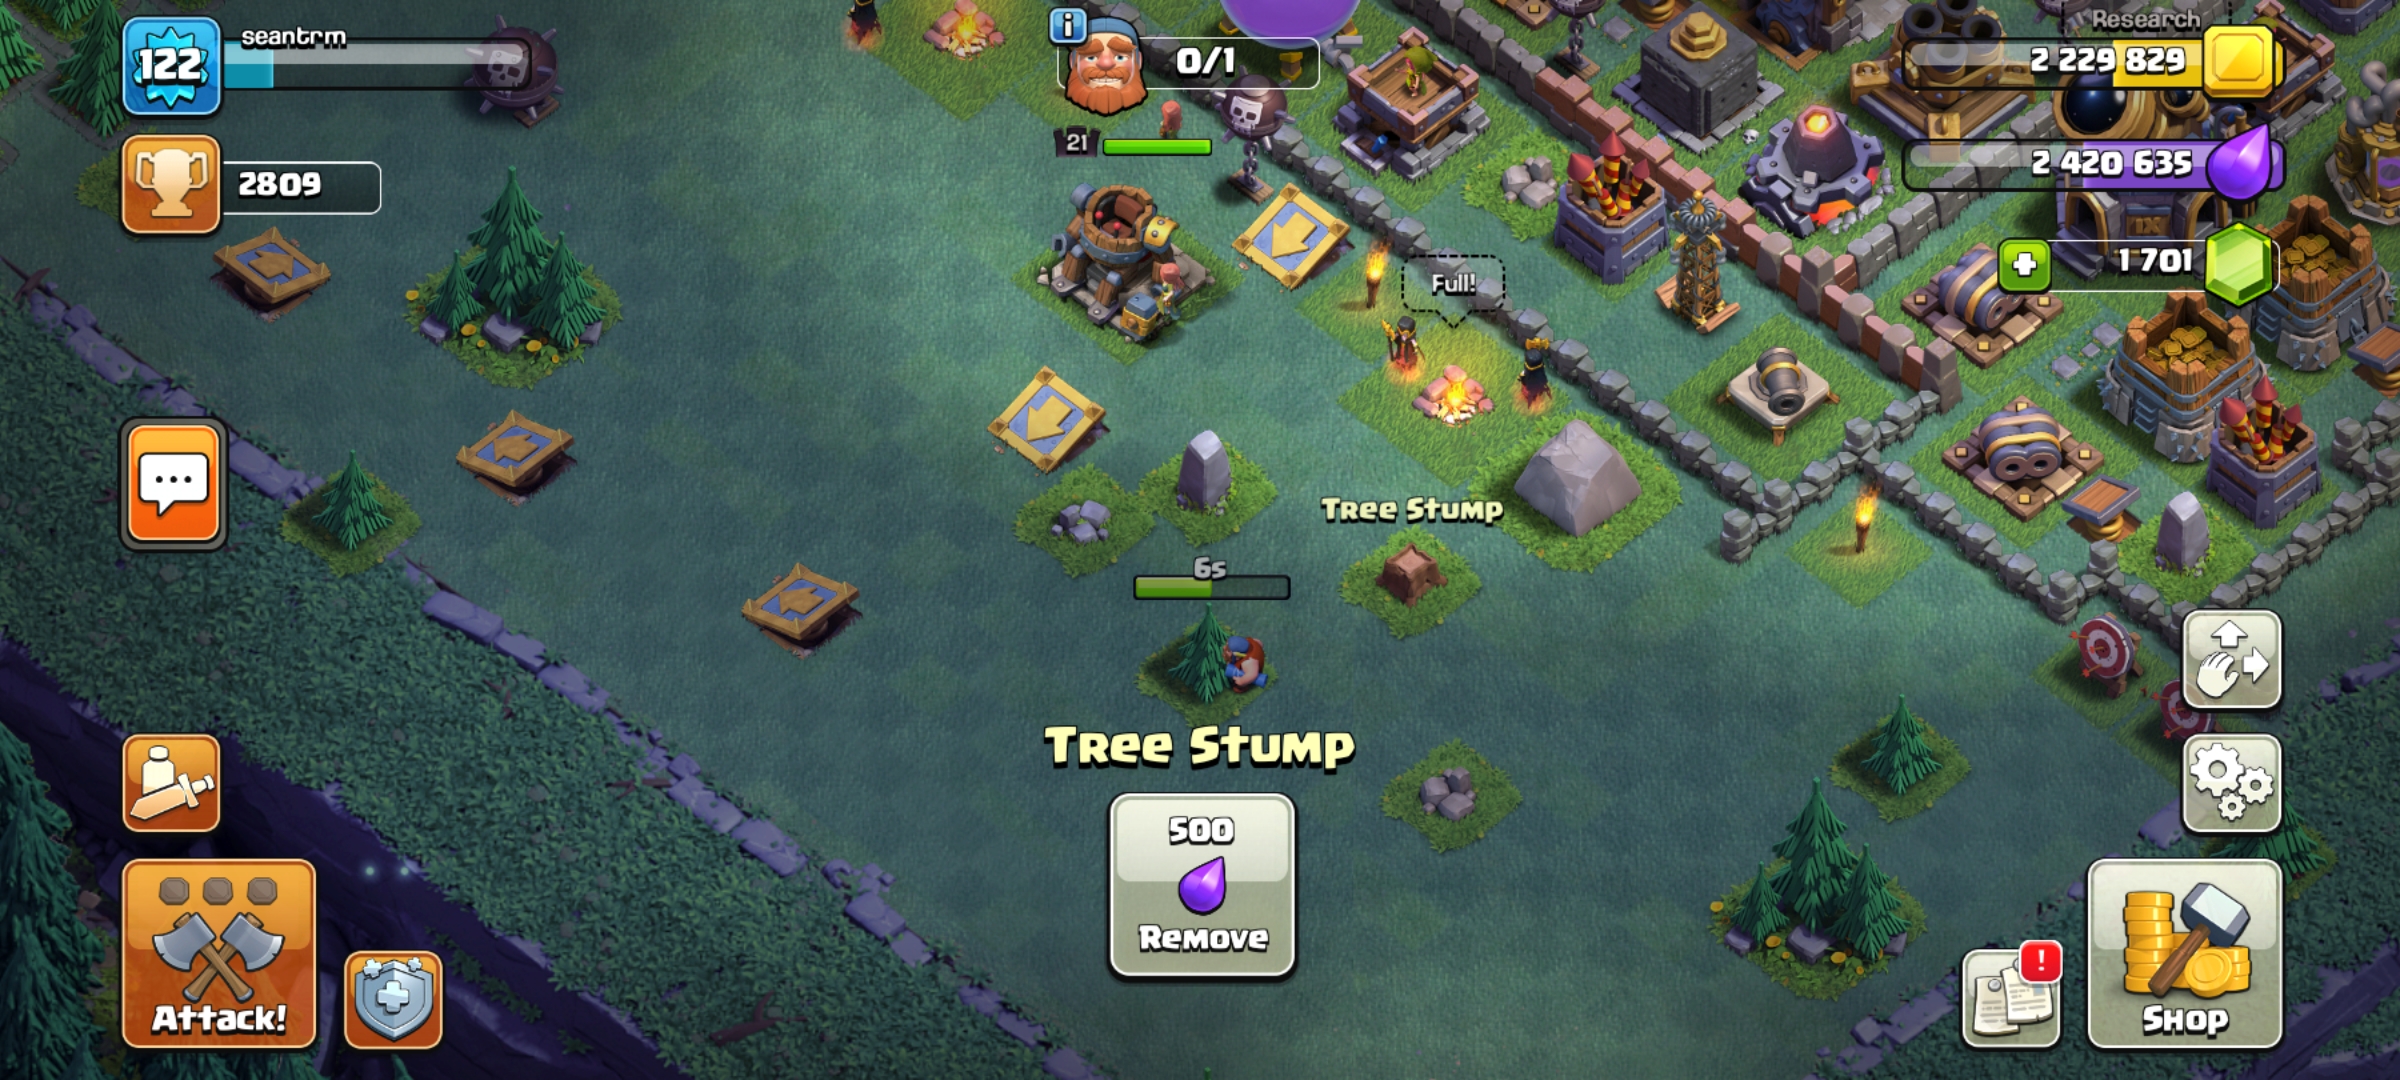 122
seantrm
2809
0/1
21
Research
2 229 829
2 420 635
1 701
IX
Full!
Tree Stump
6s
Tree Stump
500
Remove
Attack!
!
Shop